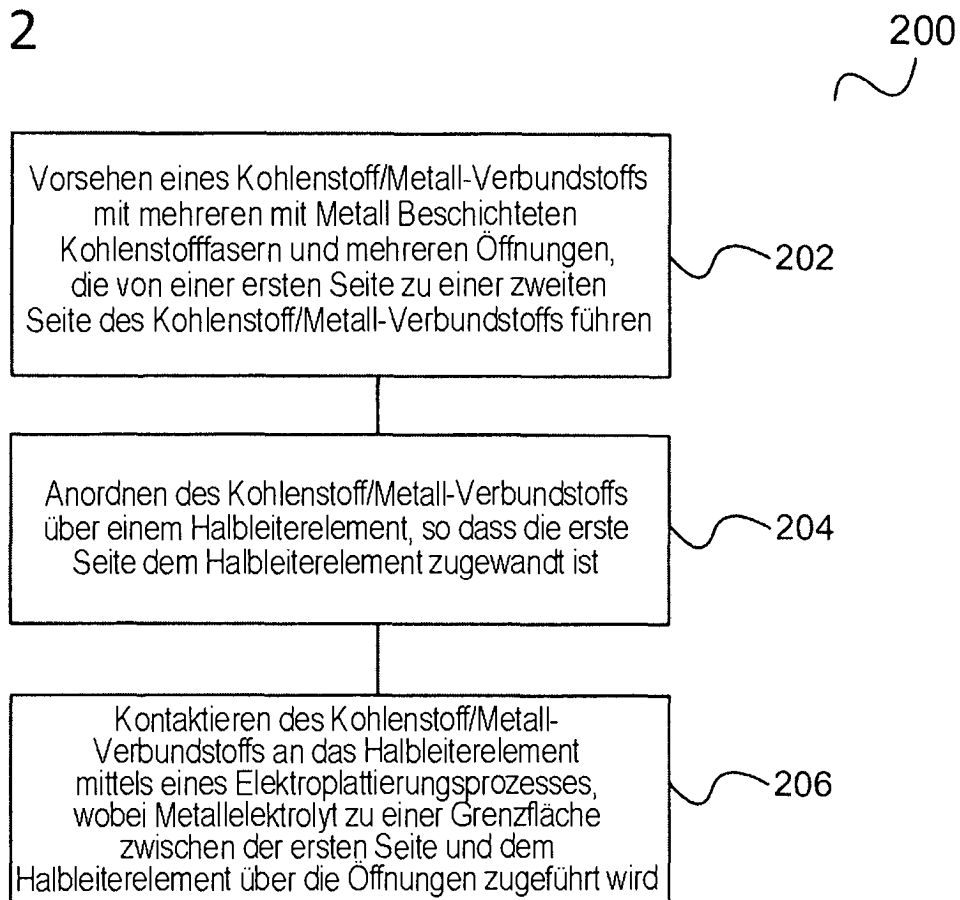 2
200
Vorsehen eines Kohlenstoff/Metall-Verbundstoffs
mit mehreren mit Metall Beschichteten
Kohlenstofffasern und mehreren Öffnungen,
die von einer ersten Seite zu einer zweiten
Seite des Kohlenstoff/Metall-Verbundstoffs führen
202
Anordnen des Kohlenstoff/Metall-Verbundstoffs
über einem Halbleiterelement, so dass die erste
Seite dem Halbleiterelement zugewandt ist
204
Kontaktieren des Kohlenstoff/Metall-
Verbundstoffs an das Halbleiterelement
mittels eines Elektroplattierungsprozesses,
wobei Metallelektrolyt zu einer Grenzfläche
zwischen der ersten Seite und dem
Halbleiterelement über die Öffnungen zugeführt wird
206